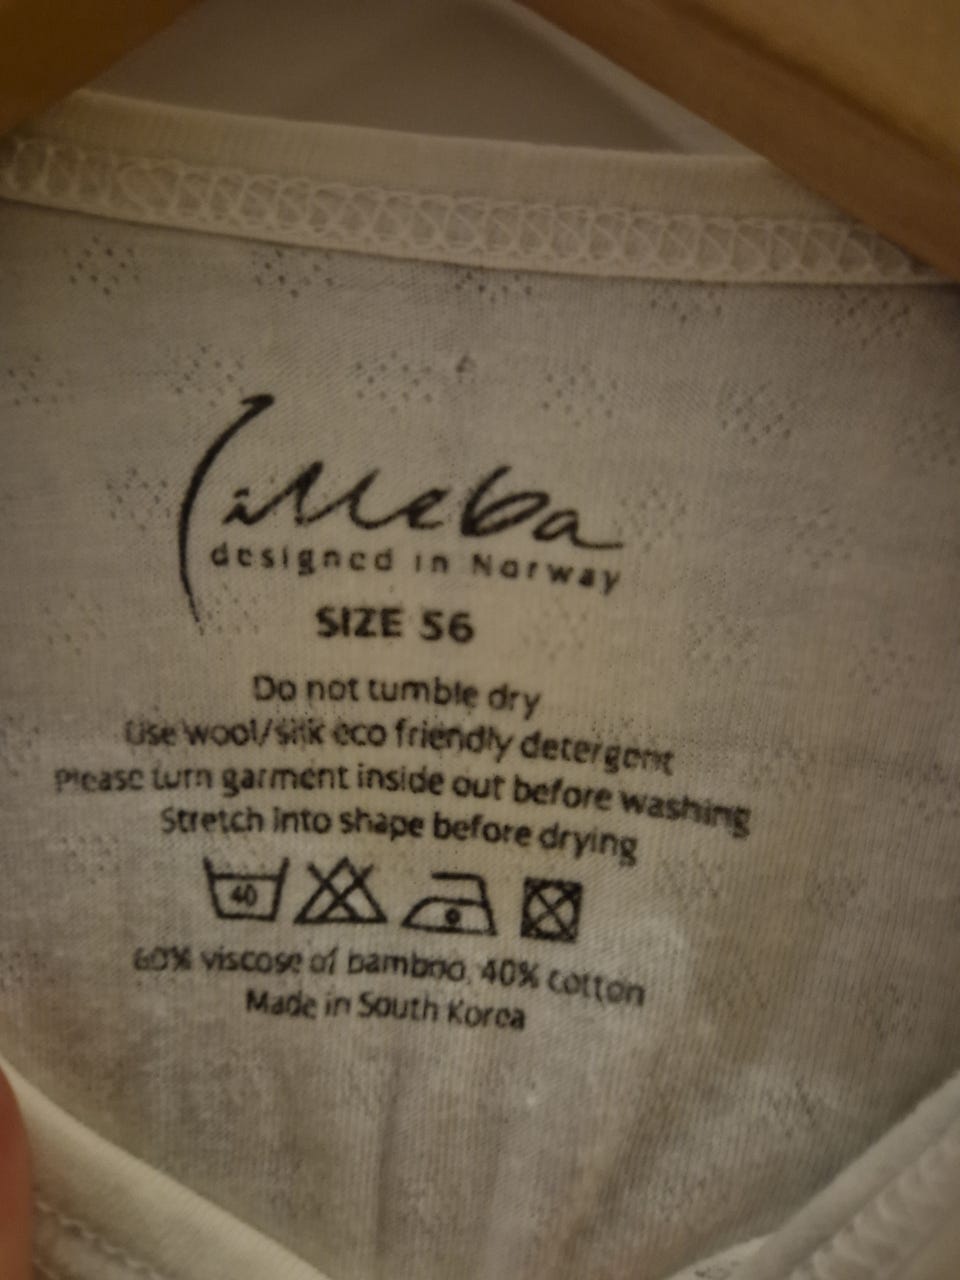 designed in Norway
SIZE 56
Do not tumble dry
Use wool/silk eco friendly detergent
Please turn garment inside out before washing
Stretch into shape before drying
40
60% viscose of bamboo, 40% cotton
Made in South Korea